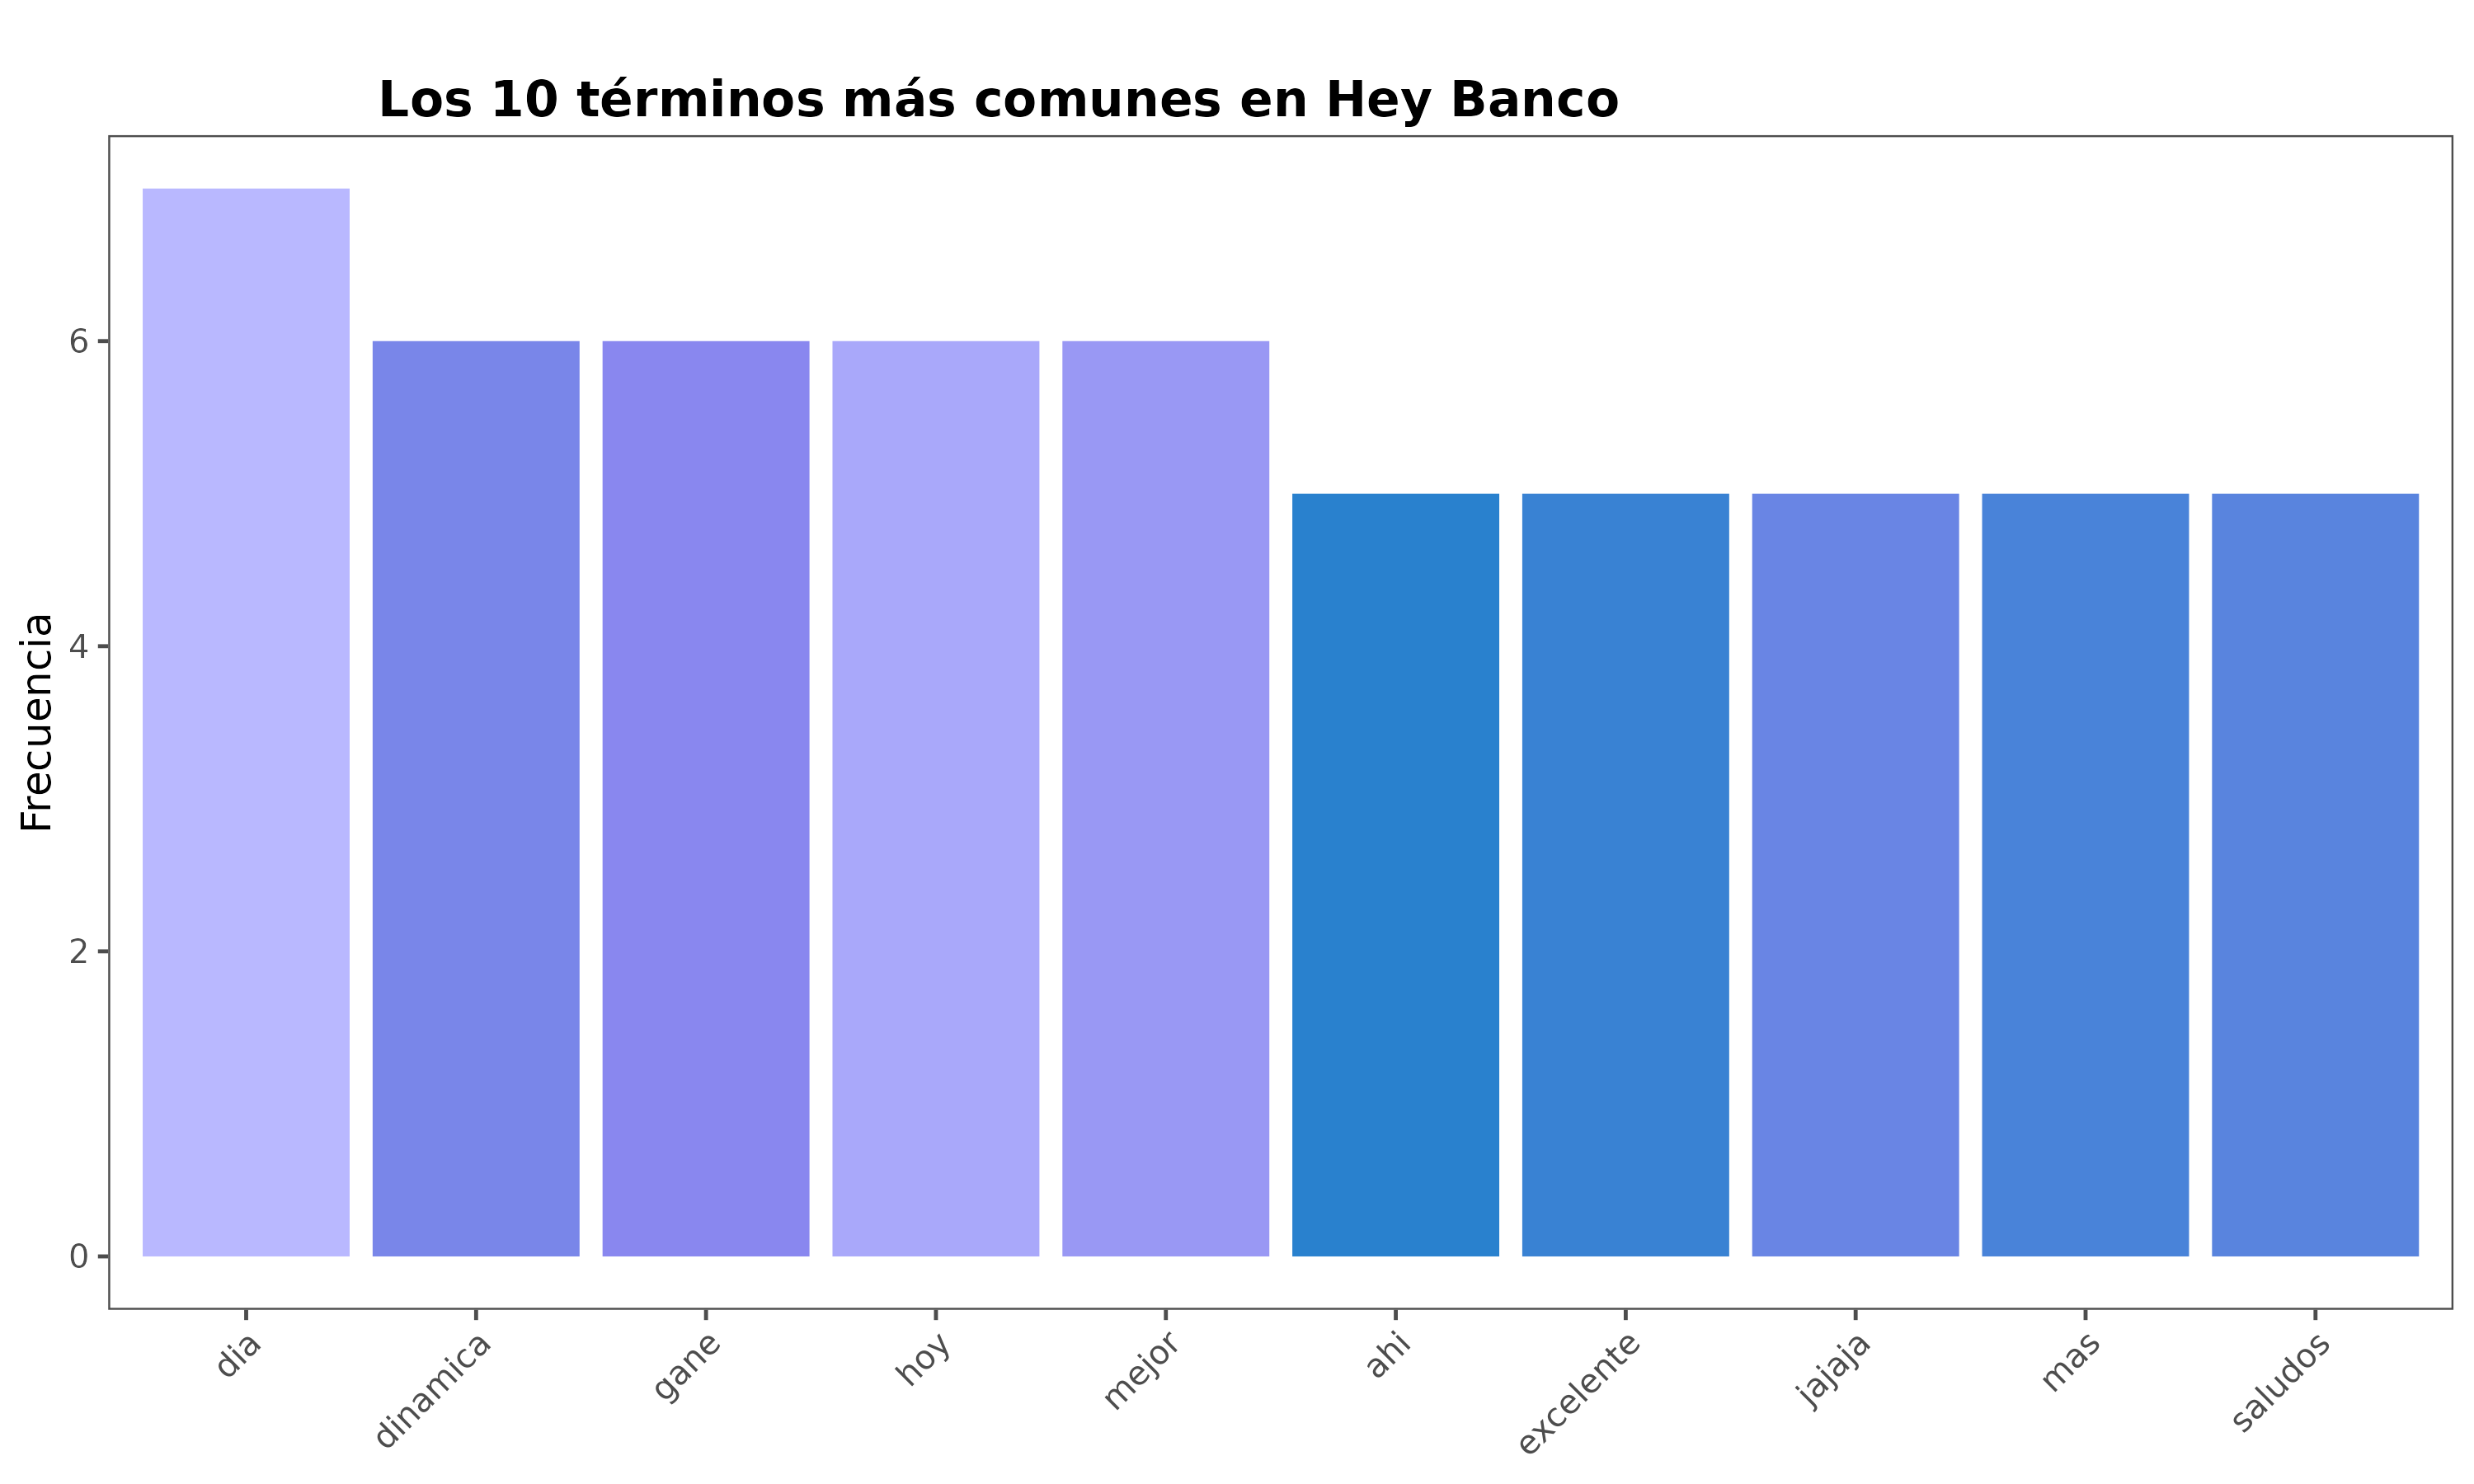 Los 10 términos más comunes en Hey Banco
Frecuencia
6
4
2
0
dia
dinamica
gane
hoy
mejor
ahi
excelente
jajaja
mas
saludos